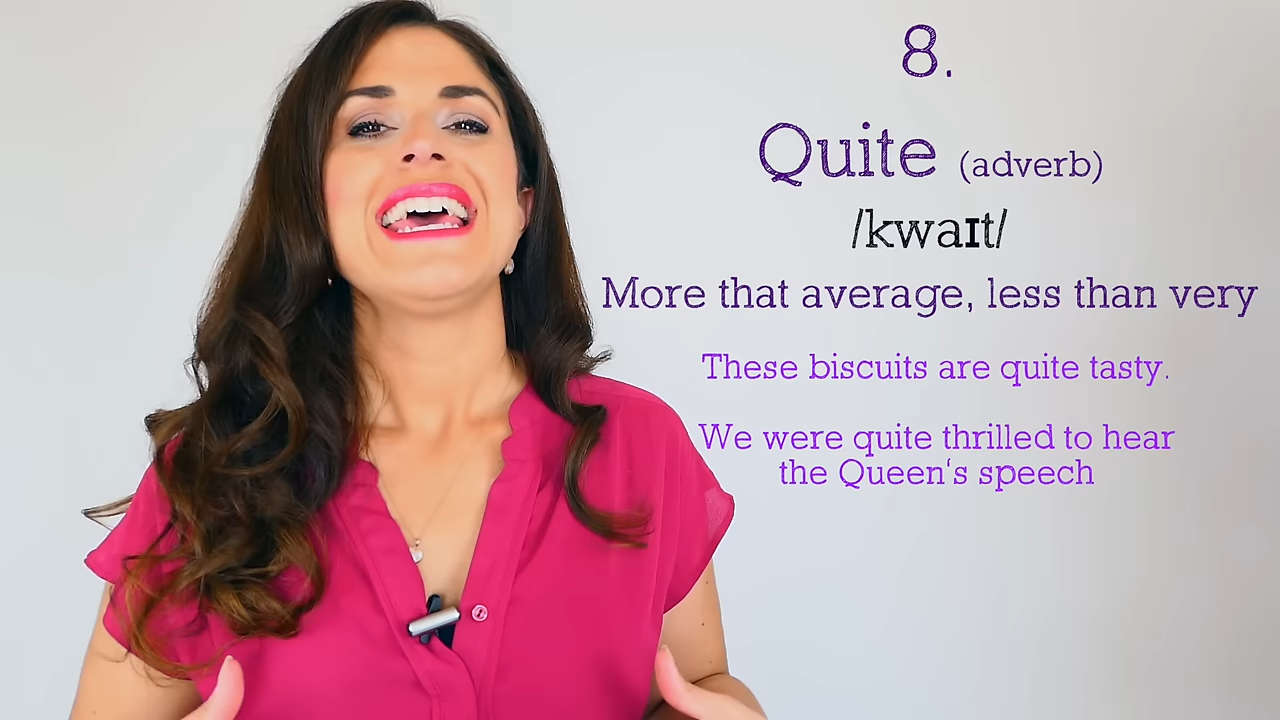 8.
Quite (adverb)
/kwaɪt/
More that average, less than very
These biscuits are quite tasty.
We were quite thrilled to hear
the Queen's speech